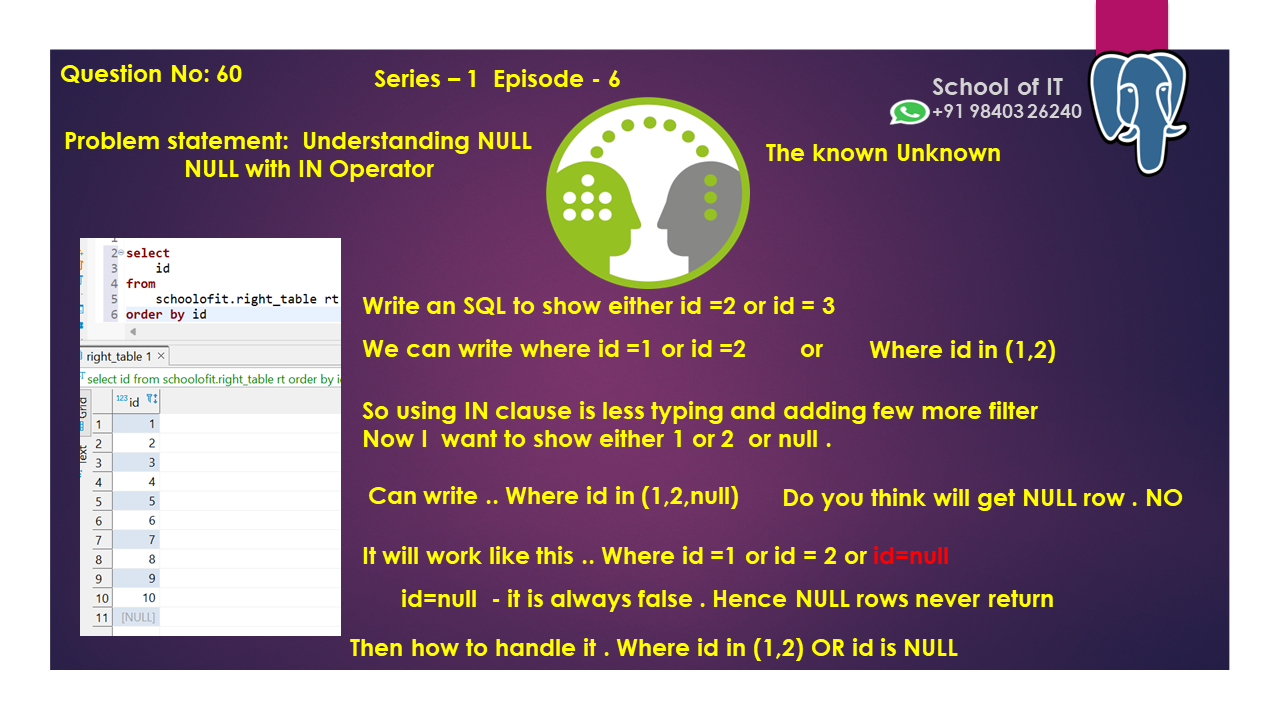 Question No: 60
Series – 1 Episode - 6
School of IT
+91 98403 26240
Problem statement: Understanding NULL
NULL with IN Operator
The known Unknown
2 select
3 id
4 from
5 schoolofit.right_table rt
6 order by id
right_table 1 ×
select id from schoolofit.right_table rt order by id
Grid
Text
123 id
1 1
2 2
3 3
4 4
5 5
6 6
7 7
8 8
9 9
10 10
11 [NULL]
Write an SQL to show either id =2 or id = 3
We can write where id =1 or id =2 or Where id in (1,2)
So using IN clause is less typing and adding few more filter
Now I want to show either 1 or 2 or null .
Can write .. Where id in (1,2,null) Do you think will get NULL row . NO
It will work like this .. Where id =1 or id = 2 or id=null
id=null - it is always false . Hence NULL rows never return
Then how to handle it . Where id in (1,2) OR id is NULL